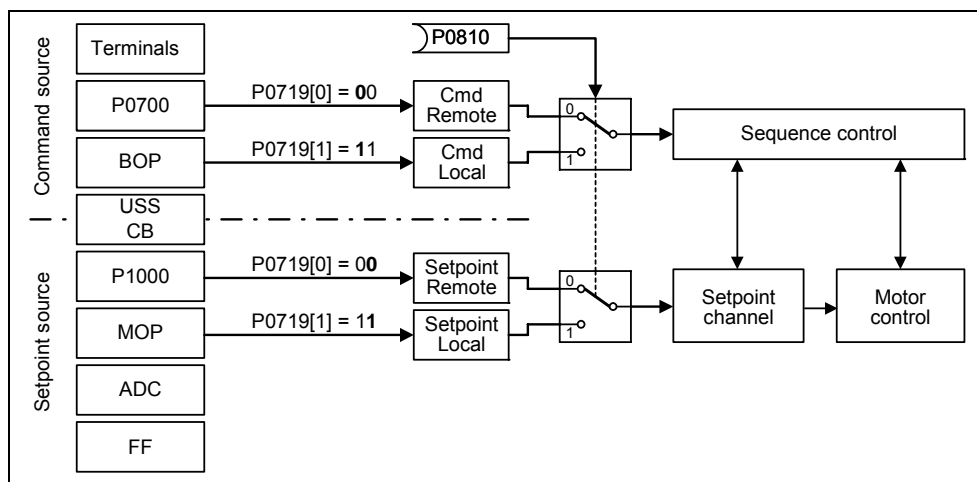 Command source
Setpoint source
Terminals
P0700
BOP
USS
CB
P1000
MOP
ADC
FF
P0719[0] = 00
P0719[1] = 11
P0719[0] = 00
P0719[1] = 11
P0810
Cmd
Remote
Cmd
Local
Setpoint
Remote
Setpoint
Local
0
1
0
1
Sequence control
Setpoint
channel
Motor
control